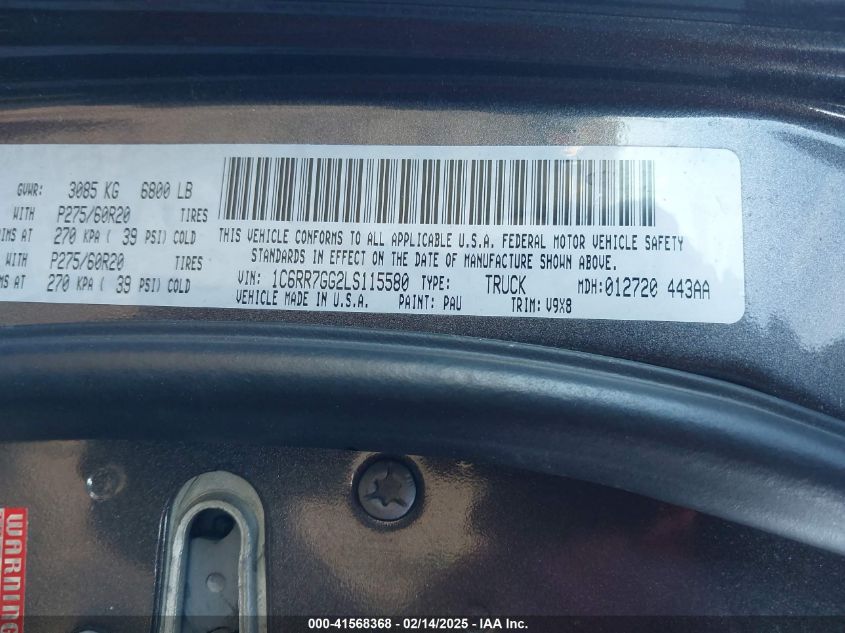 GVWR: 3085 KG 6800 LB
WITH P275/60R20 TIRES
RIMS AT 270 KPA ( 39 PSI) COLD
WITH P275/60R20 TIRES
RIMS AT 270 KPA ( 39 PSI) COLD
THIS VEHICLE CONFORMS TO ALL APPLICABLE U.S.A. FEDERAL MOTOR VEHICLE SAFETY
STANDARDS IN EFFECT ON THE DATE OF MANUFACTURE SHOWN ABOVE.
VIN: 1C6RR7GG2LS115580 TYPE: TRUCK MDH:012720 443AA
VEHICLE MADE IN U.S.A. PAINT: PAU TRIM: V9X8
WARNING
000-41568368 - 02/14/2025 - IAA Inc.